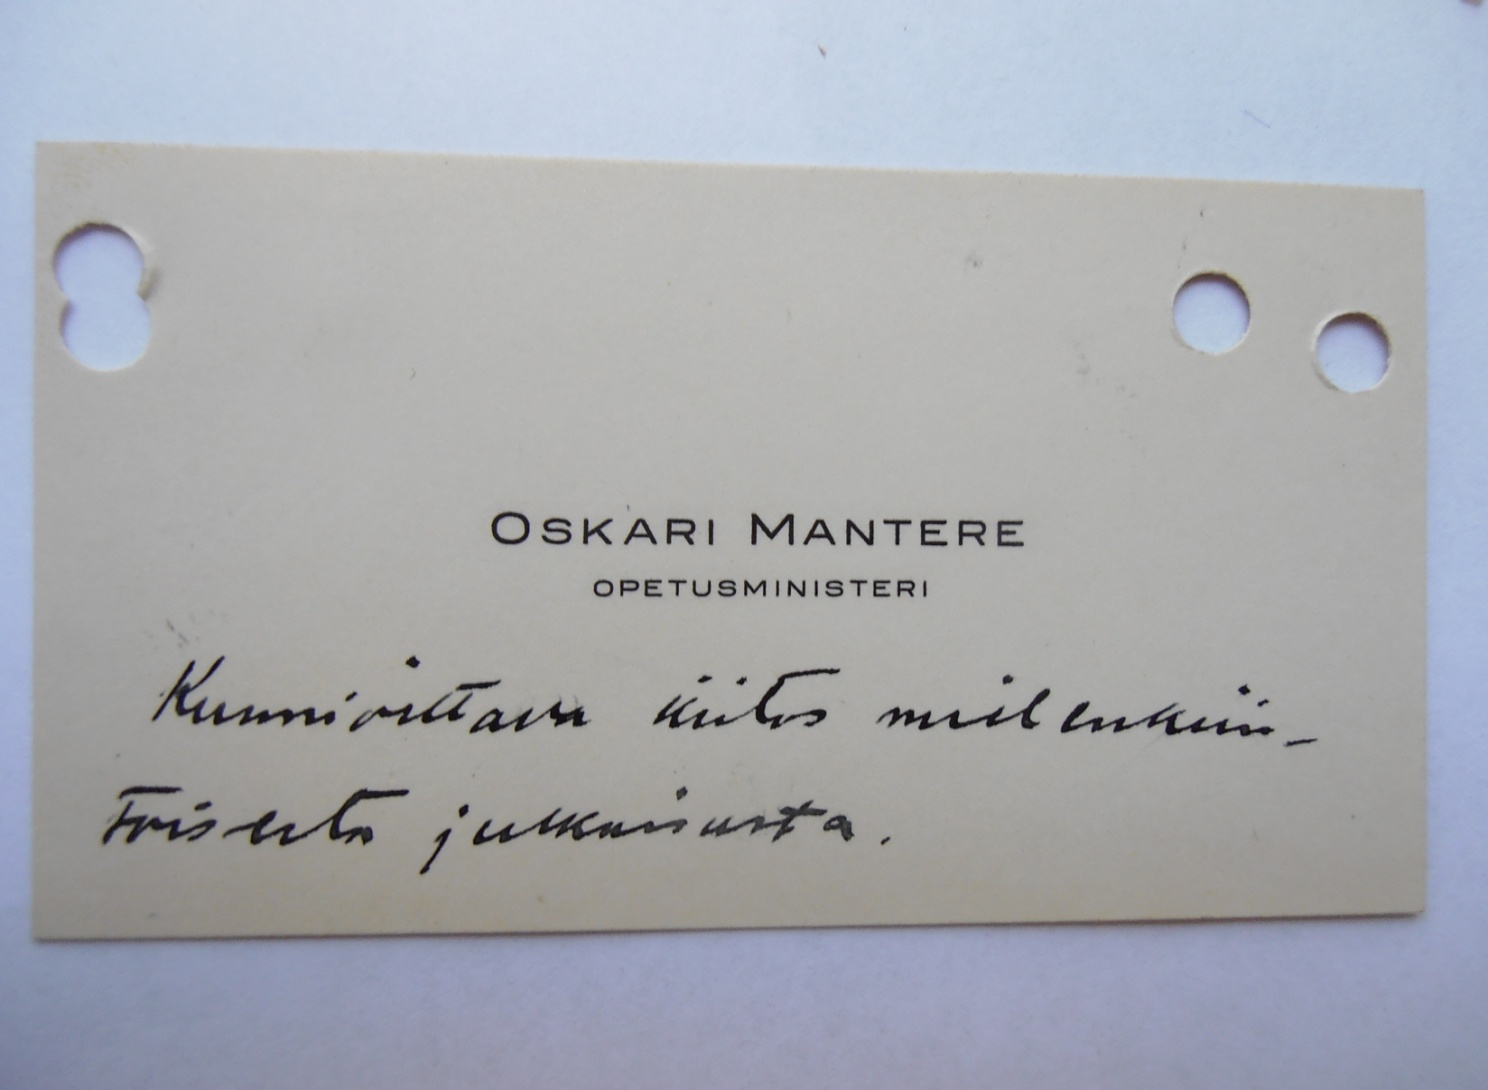 OSKARI MANTERE
OPETUSMINISTERI
Kunnioittava kiitos mielenkiin-
toisesta julkaisusta.